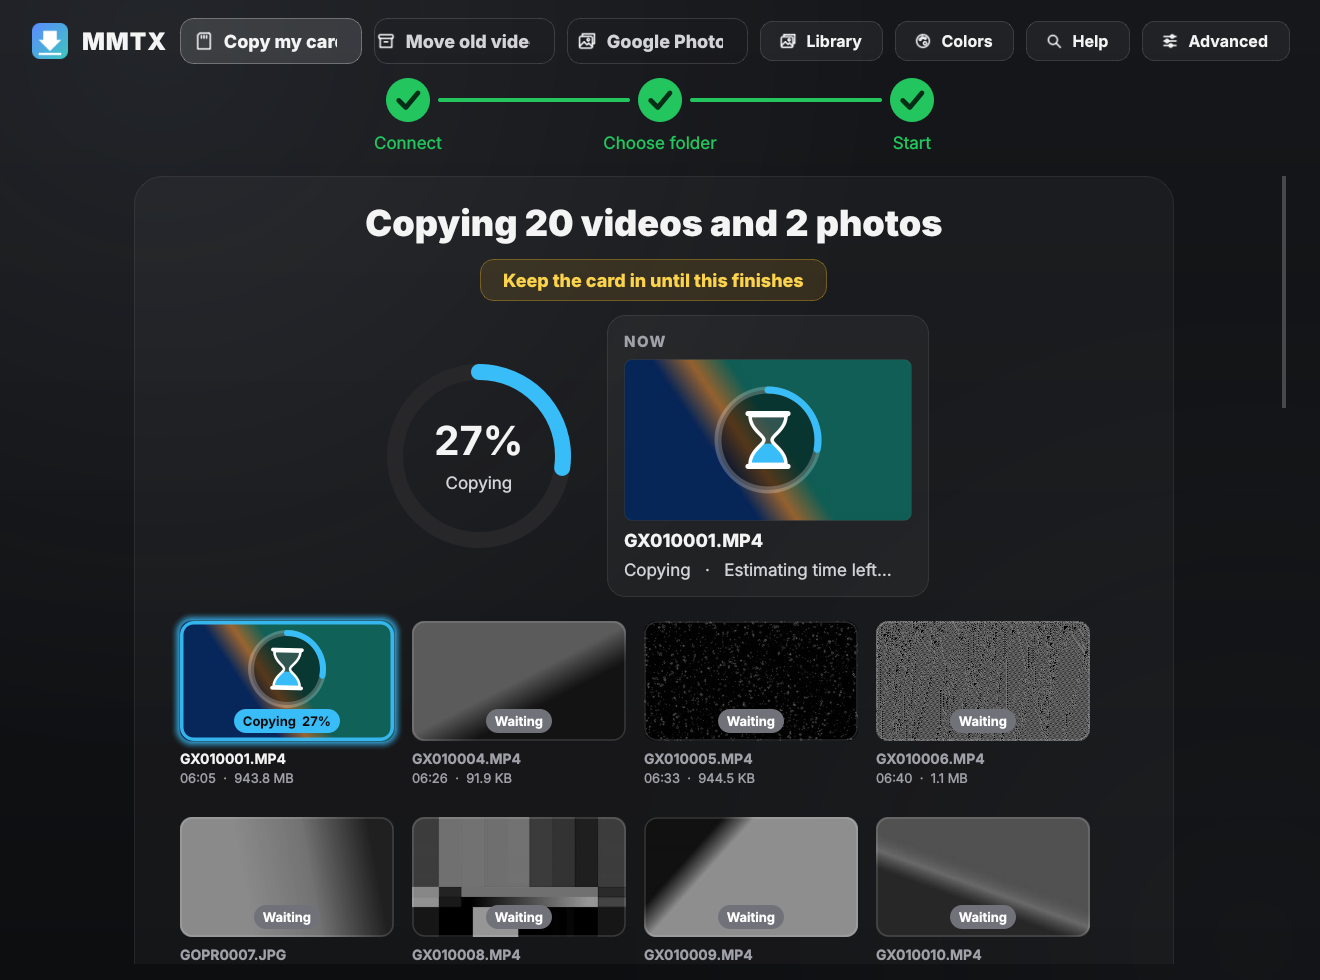 MMTX
Copy my car
Move old vide
Google Photo
Library
Colors
Help
Advanced
Connect
Choose folder
Start
Copying 20 videos and 2 photos
Keep the card in until this finishes
27%
Copying
NOW
GX010001.MP4
Copying · Estimating time left...
Copying 27%
Waiting
Waiting
Waiting
GX010001.MP4
GX010004.MP4
GX010005.MP4
GX010006.MP4
06:05 · 943.8 MB
06:26 · 91.9 KB
06:33 · 944.5 KB
06:40 · 1.1 MB
Waiting
Waiting
Waiting
Waiting
GOPR0007.JPG
GX010008.MP4
GX010009.MP4
GX010010.MP4